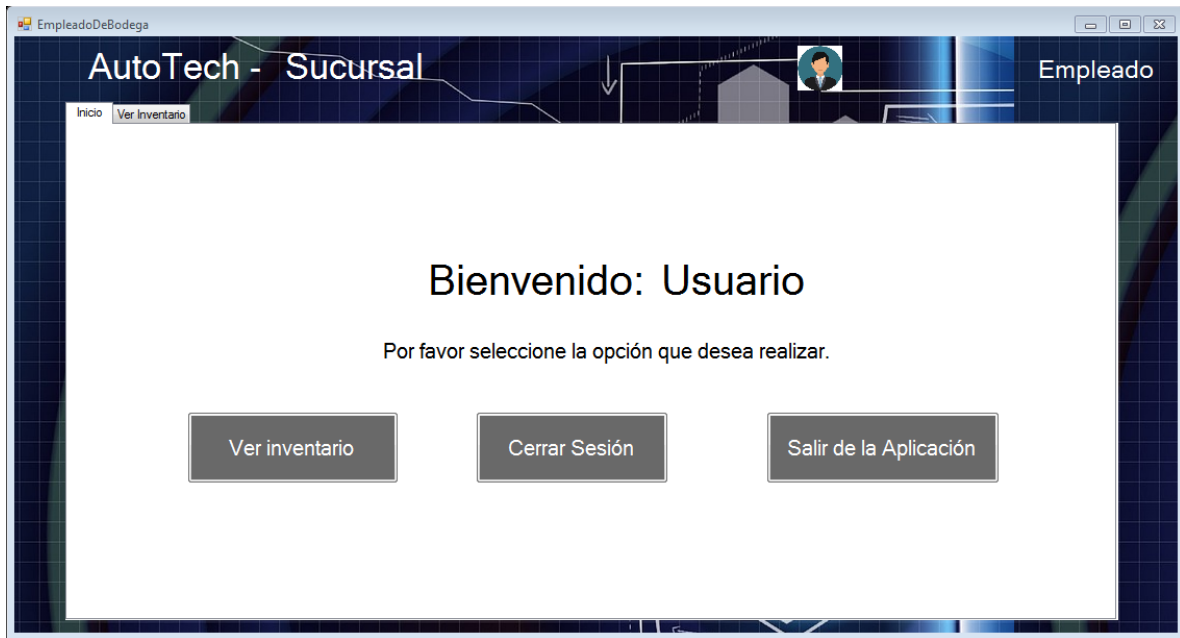 EmpleadoDeBodega
AutoTech - Sucursal
Empleado
Inicio
Ver Inventario
Bienvenido: Usuario
Por favor seleccione la opción que desea realizar.
Ver inventario
Cerrar Sesión
Salir de la Aplicación